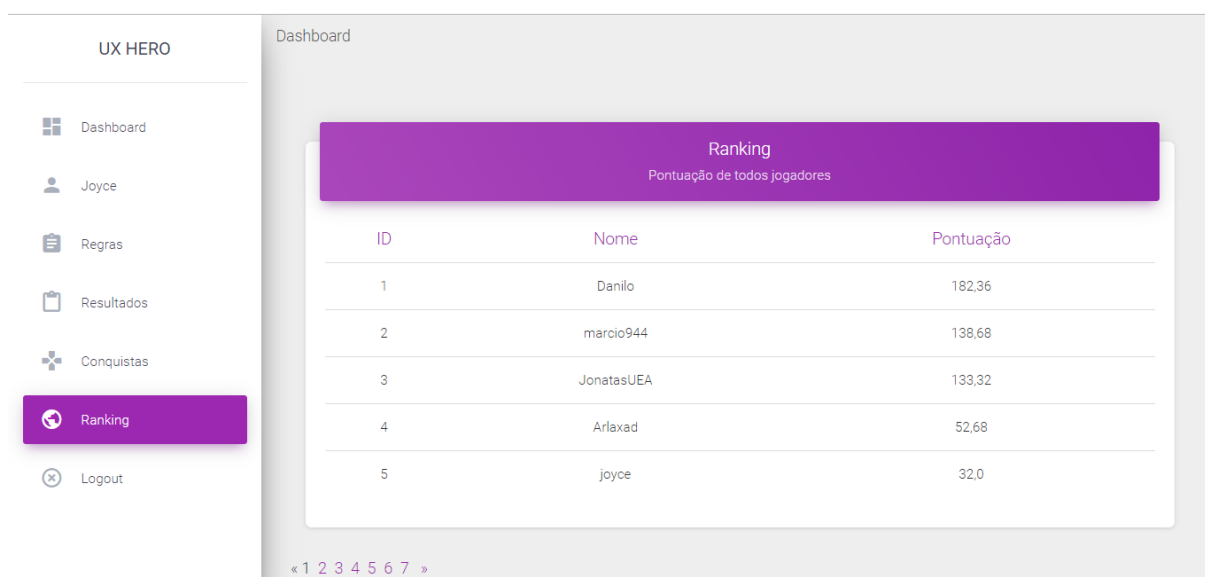 UX HERO
Dashboard
Joyce
Regras
Resultados
Conquistas
Ranking
Logout
Dashboard
Ranking
Pontuação de todos jogadores
ID Nome Pontuação
1 Danilo 182,36
2 marcio944 138,68
3 JonatasUEA 133,32
4 Arlaxad 52,68
5 joyce 32,0
« 1 2 3 4 5 6 7 »